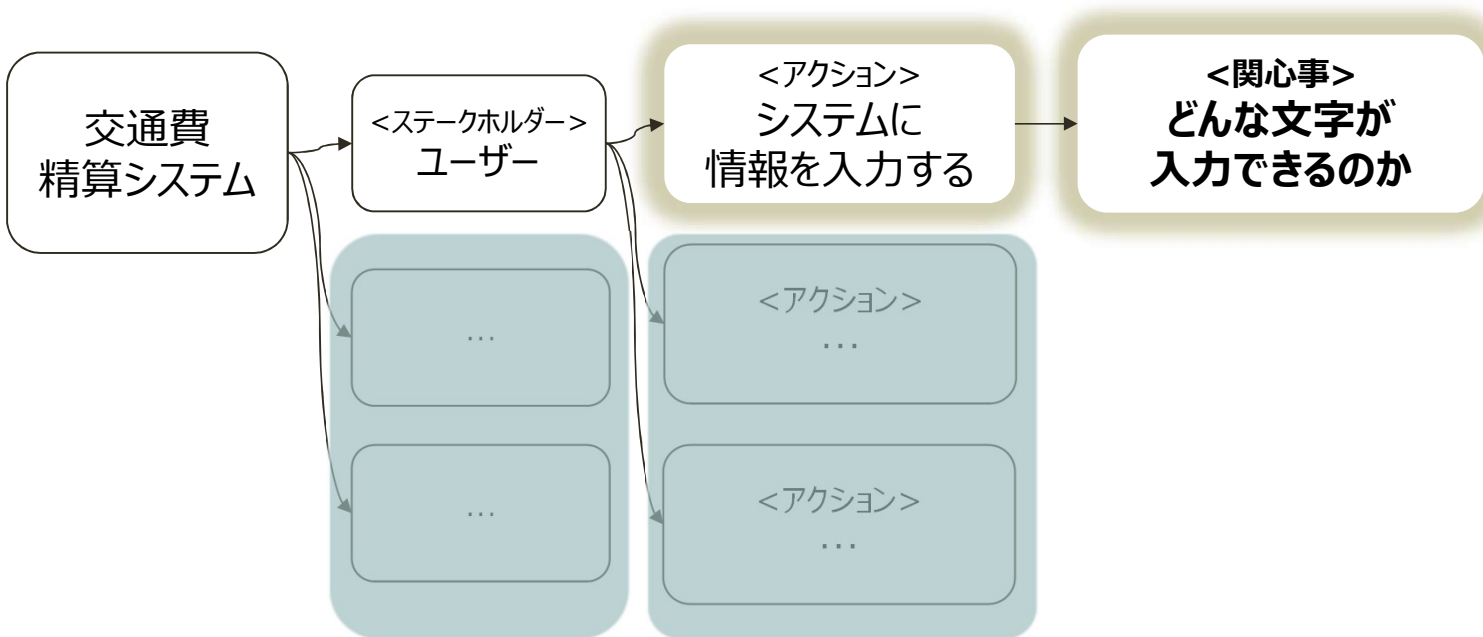 交通費
精算システム
<ステークホルダー>
ユーザー
<アクション>
システムに
情報を入力する
<関心事>
どんな文字が
入力できるのか
…
<アクション>
…
…
<アクション>
…